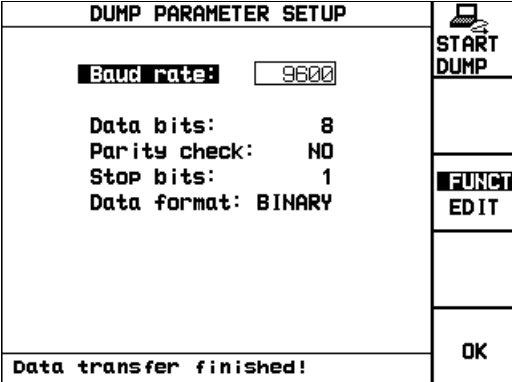 DUMP PARAMETER SETUP
Baud rate: 9600
Data bits: 8
Parity check: NO
Stop bits: 1
Data format: BINARY
Data transfer finished!
START
DUMP
FUNCT
EDIT
OK